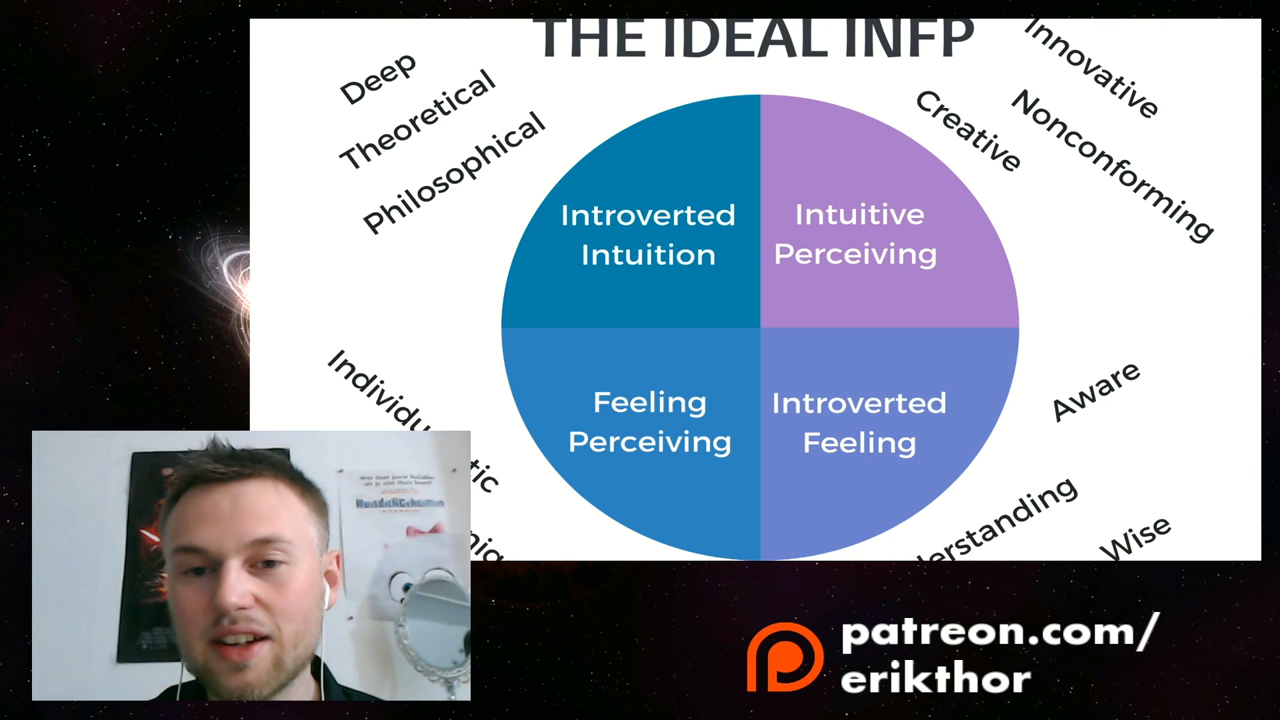 THE IDEAL INFP
Deep
Theoretical
Philosophical
Innovative
Nonconforming
Creative
Introverted
Intuition
Intuitive
Perceiving
Feeling
Perceiving
Introverted
Feeling
Aware
Wise
patreon.com/
erikthor